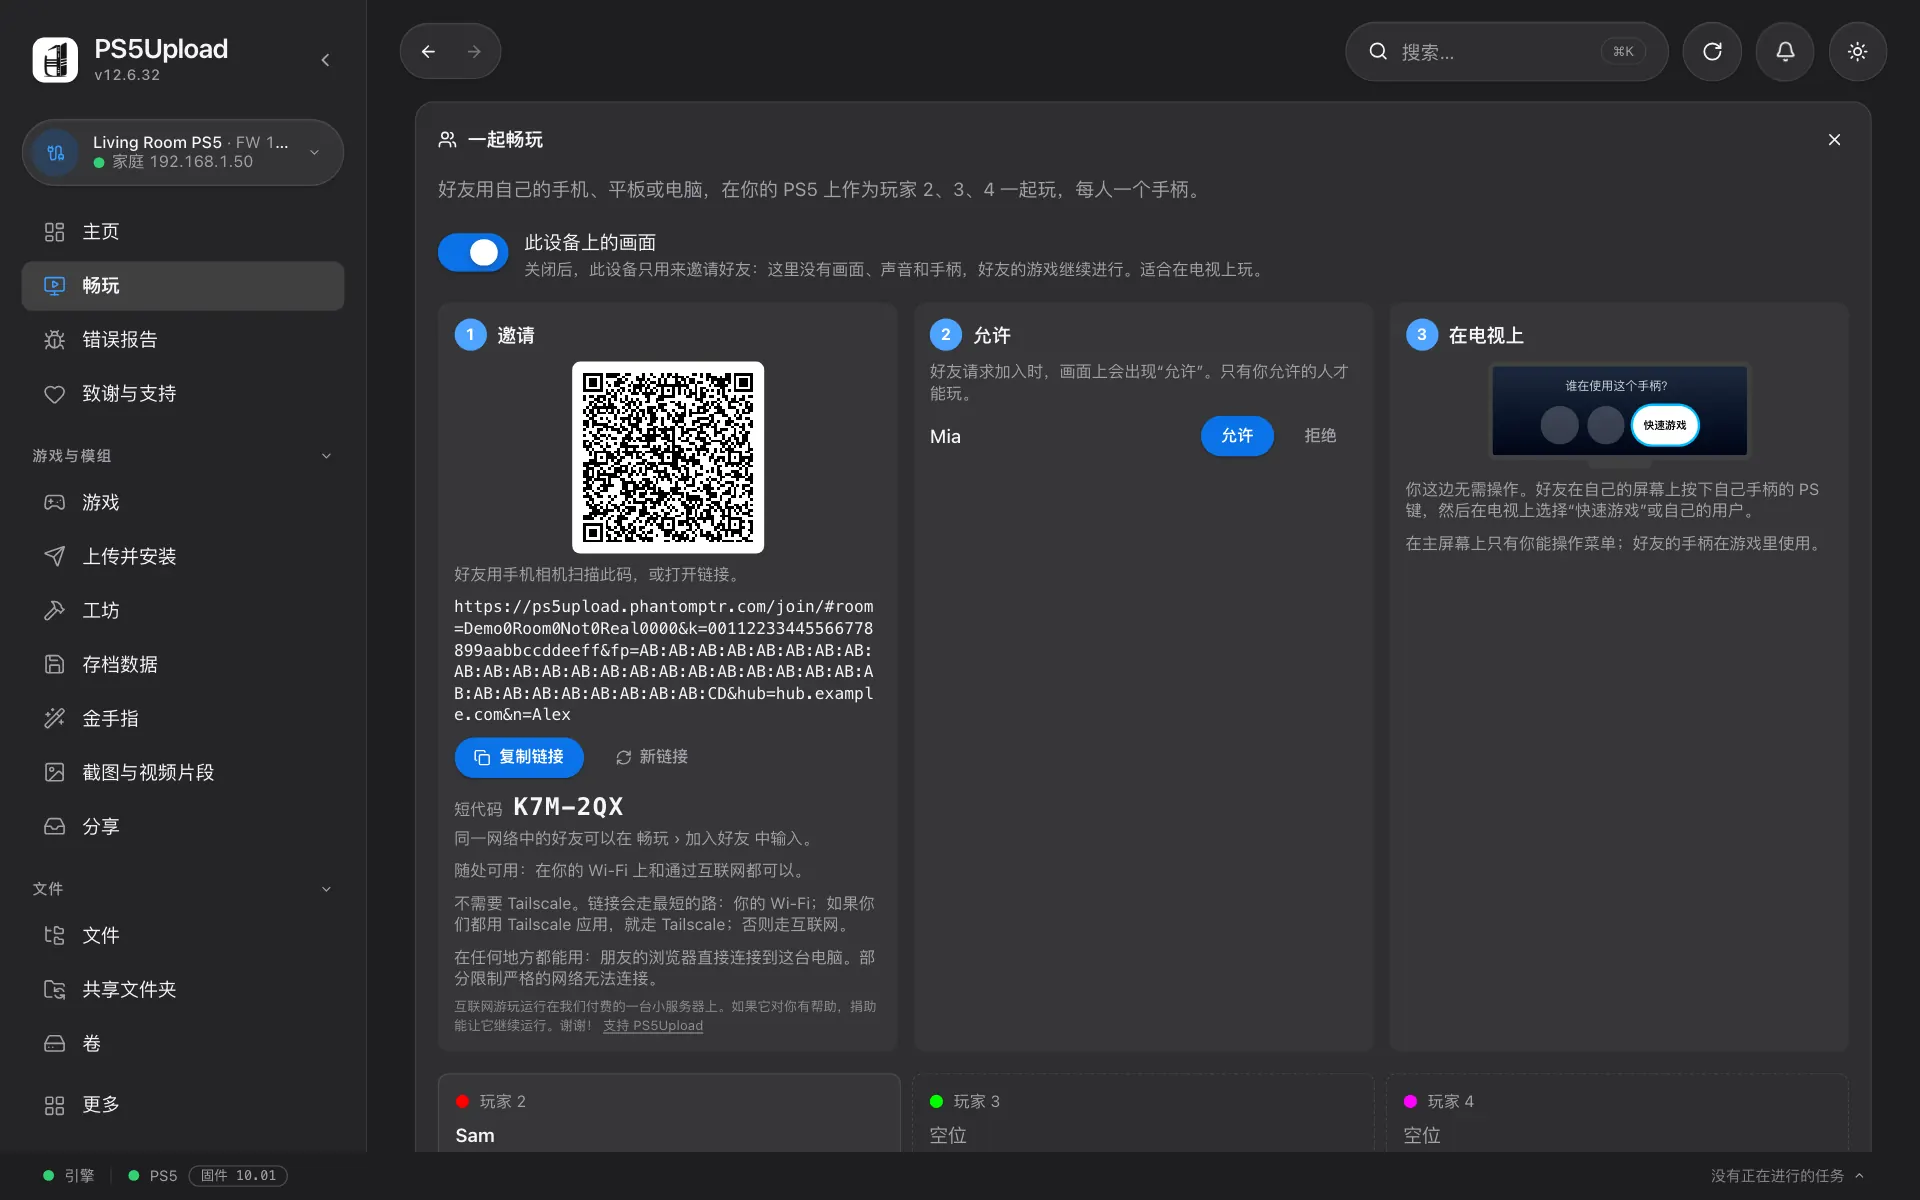 PS5Upload
v12.6.32
Living Room PS5 · FW 1...
家庭 192.168.1.50
主页
畅玩
错误报告
致谢与支持
游戏与模组
游戏
上传并安装
工坊
存档数据
金手指
截图与视频片段
分享
文件
文件
共享文件夹
卷
更多
搜索...
⌘K
一起畅玩
好友用自己的手机、平板或电脑，在你的 PS5 上作为玩家 2、3、4 一起玩，每人一个手柄。
此设备上的画面
关闭后，此设备只用来邀请好友：这里没有画面、声音和手柄，好友的游戏继续进行。适合在电视上玩。
1 邀请
好友用手机相机扫描此码，或打开链接。
https://ps5upload.phantomptr.com/join/#room
=Demo0Room0Not0Real0000&k=00112233445566778
899aabbccddeeff&fp=AB:AB:AB:AB:AB:AB:AB:AB:
AB:AB:AB:AB:AB:AB:AB:AB:AB:AB:AB:AB:AB:AB:A
B:AB:AB:AB:AB:AB:AB:AB:AB:CD&hub=hub.exampl
e.com&n=Alex
复制链接
新链接
短代码 K7M-2QX
同一网络中的好友可以在 畅玩 › 加入好友 中输入。
随处可用：在你的 Wi-Fi 上和通过互联网都可以。
不需要 Tailscale。链接会走最短的路：你的 Wi-Fi；如果你
们都用 Tailscale 应用，就走 Tailscale；否则走互联网。
在任何地方都能用：朋友的浏览器直接连接到这台电脑。部
分限制严格的网络无法连接。
互联网游玩运行在我们付费的一台小服务器上。如果它对你有帮助，捐助
能让它继续运行。谢谢！ 支持 PS5Upload
2 允许
好友请求加入时，画面上会出现“允许”。只有你允许的人才
能玩。
Mia
允许
拒绝
3 在电视上
谁在使用这个手柄?
快速游戏
你这边无需操作。好友在自己的屏幕上按下自己手柄的 PS
键，然后在电视上选择“快速游戏”或自己的用户。
在主屏幕上只有你能操作菜单；好友的手柄在游戏里使用。
玩家 2
Sam
玩家 3
空位
玩家 4
空位
引擎
PS5
固件 10.01
没有正在进行的任务